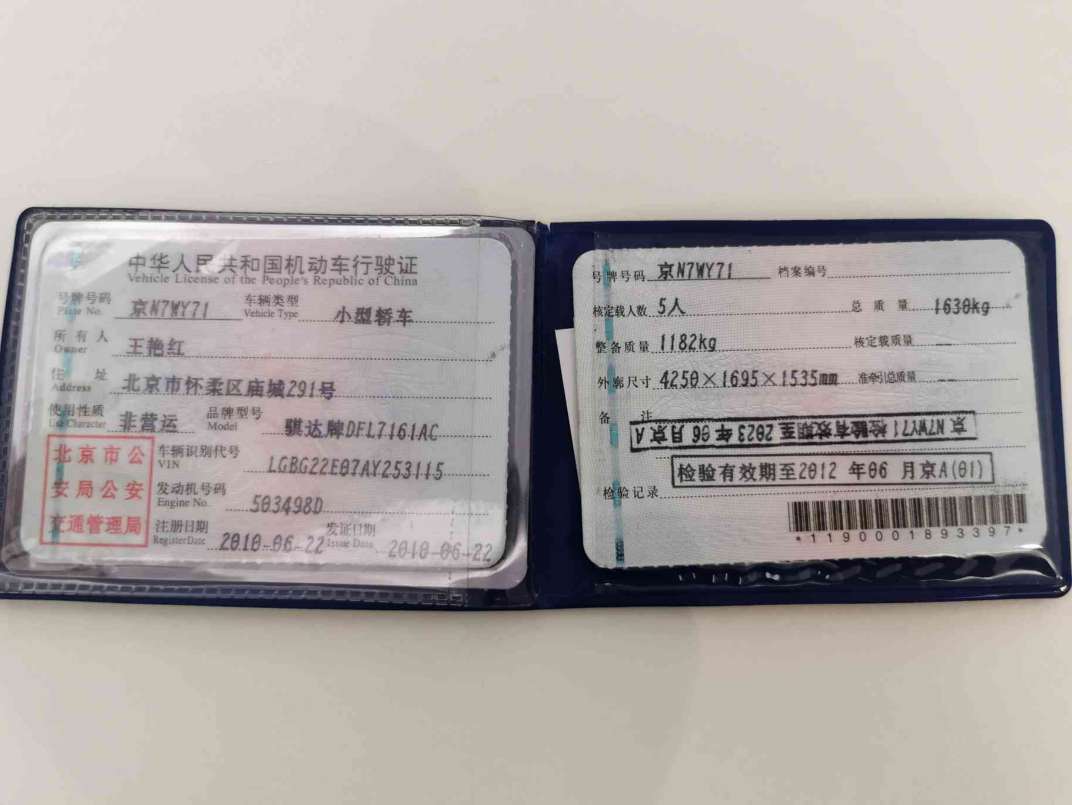 中华人民共和国机动车行驶证
Vehicle License of the People's Republic of China
号牌号码 京N7WY71 车辆类型 小型轿车
Plate No. Vehicle Type
所有人 王艳红
Owner
住址 北京市怀柔区庙城291号
Address
使用性质 非营运 品牌型号 骐达牌DFL7161AC
Use Character Model
北京市公
安局公安
交通管理局
车辆识别代号 LGBG22E07AY253115
VIN
发动机号码 503498D
Engine No.
注册日期 2010-06-22 发证日期 2010-06-22
Register Date Issue Date
号牌号码 京N7WY71 档案编号
核定载人数 5人 总质量 1630kg
整备质量 1182kg 核定载质量
外廓尺寸 4250×1695×1535mm 准牵引总质量
备注
京N7WY71 检验有效期至2023年06月京A
检验有效期至2012 年06 月京A(01)
检验记录
*1190001893397*